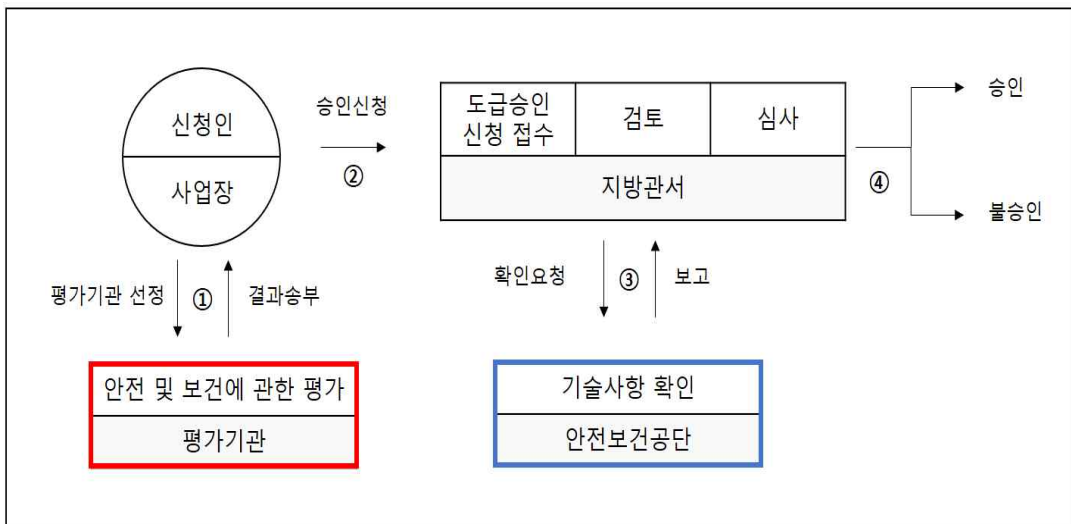 신청인
사업장
승인신청
②
도급승인
신청 접수
검토
심사
지방관서
④
승인
불승인
평가기관 선정
①
결과송부
확인요청
③
보고
안전 및 보건에 관한 평가
평가기관
기술사항 확인
안전보건공단